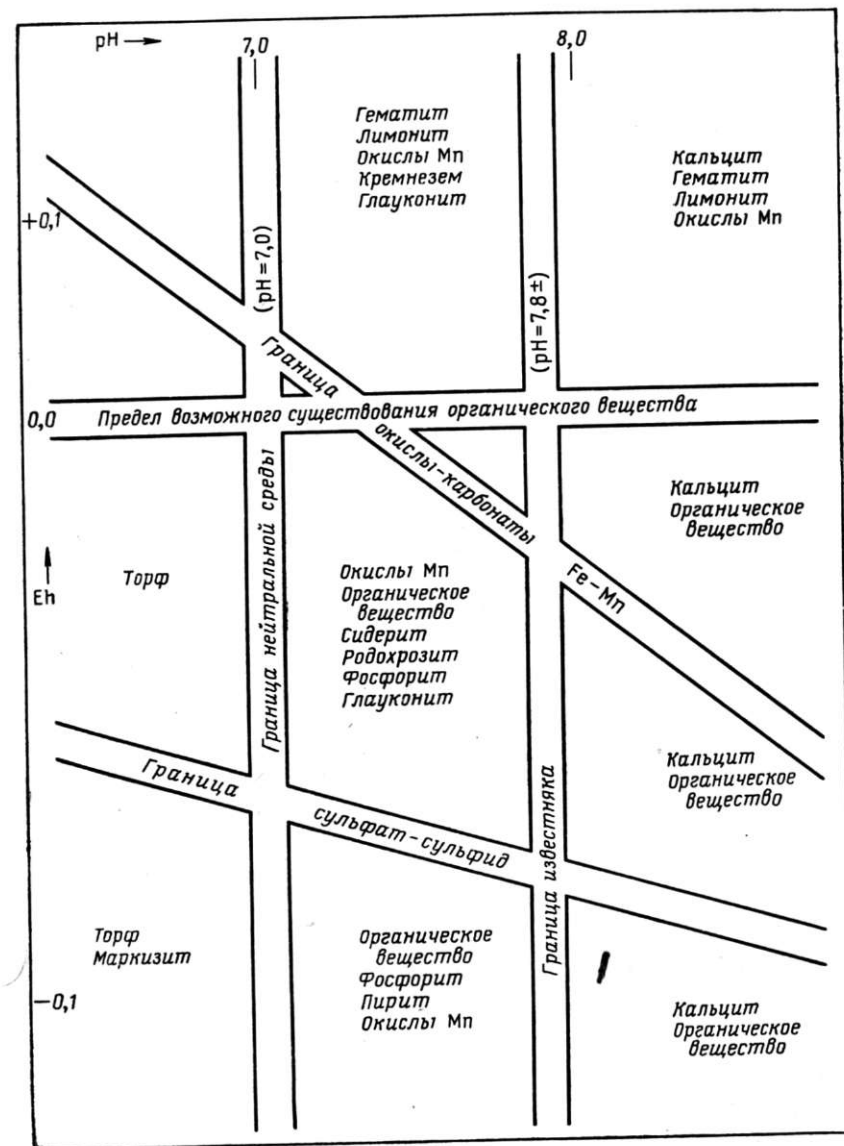 pH →
7,0
8,0
Гематит
Лимонит
Окислы Mn
Кремнезем
Глауконит
Кальцит
Гематит
Лимонит
Окислы Mn
+0,1
(pH=7,0)
(pH=7,8±)
Граница окислы-карбонаты Fe-Mn
0,0
Предел возможного существования органического вещества
Кальцит
Органическое
вещество
Eh
Торф
Граница нейтральной среды
Окислы Mn
Органическое
вещество
Сидерит
Родохрозит
Фосфорит
Глауконит
Кальцит
Органическое
вещество
Граница сульфат-сульфид
Граница известняка
Торф
Маркизит
Органическое
вещество
Фосфорит
Пирит
Окислы Mn
-0,1
Кальцит
Органическое
вещество